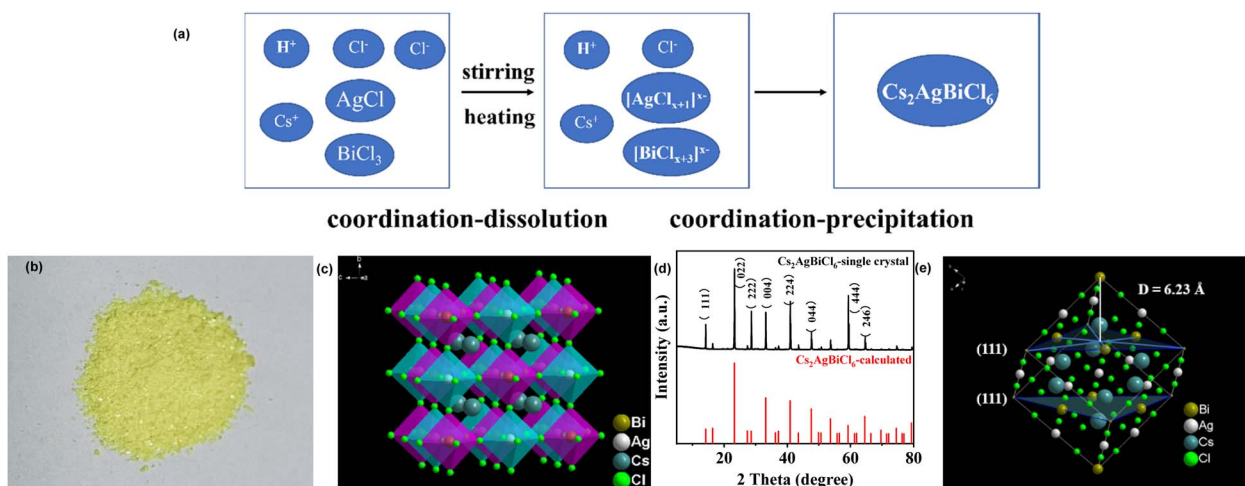 (a)
H⁺ Cl⁻ Cl⁻
AgCl
Cs⁺
BiCl₃
stirring
heating
H⁺ Cl⁻
[AgClₓ₊₁]ˣ⁻
Cs⁺
[BiClₓ₊₃]ˣ⁻
Cs₂AgBiCl₆
coordination-dissolution
coordination-precipitation
(b)
(c)
b
c a
Bi
Ag
Cs
Cl
(d)
Intensity (a.u.)
Cs₂AgBiCl₆-single crystal
(111)
(022)
(222)
(004)
(224)
(044)
(444)
(246)
Cs₂AgBiCl₆-calculated
0 20 40 60 80
2 Theta (degree)
(e)
D = 6.23 Å
(111)
(111)
Bi
Ag
Cs
Cl